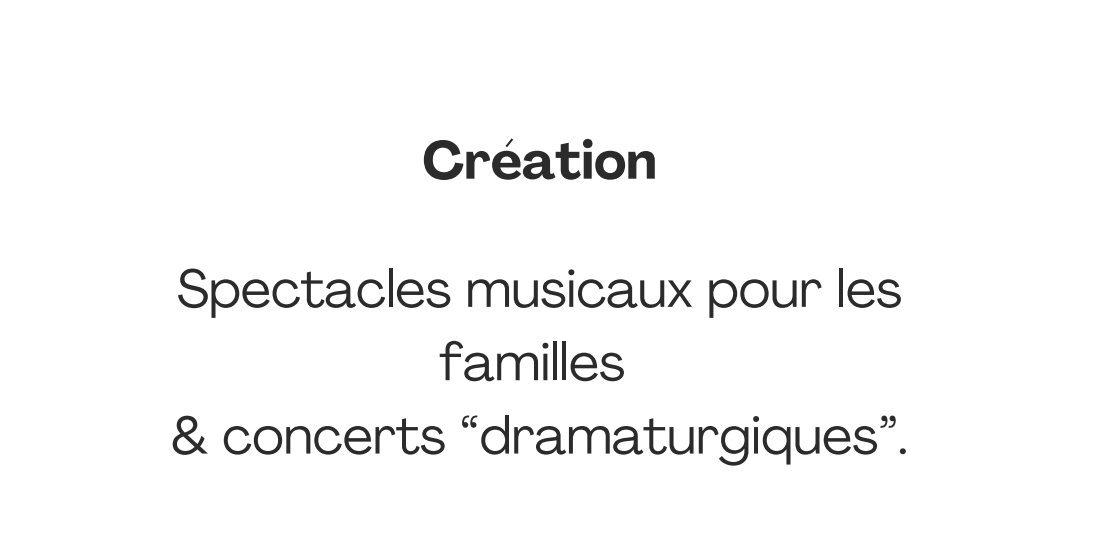 Création
Spectacles musicaux pour les
familles
& concerts “dramaturgiques”.